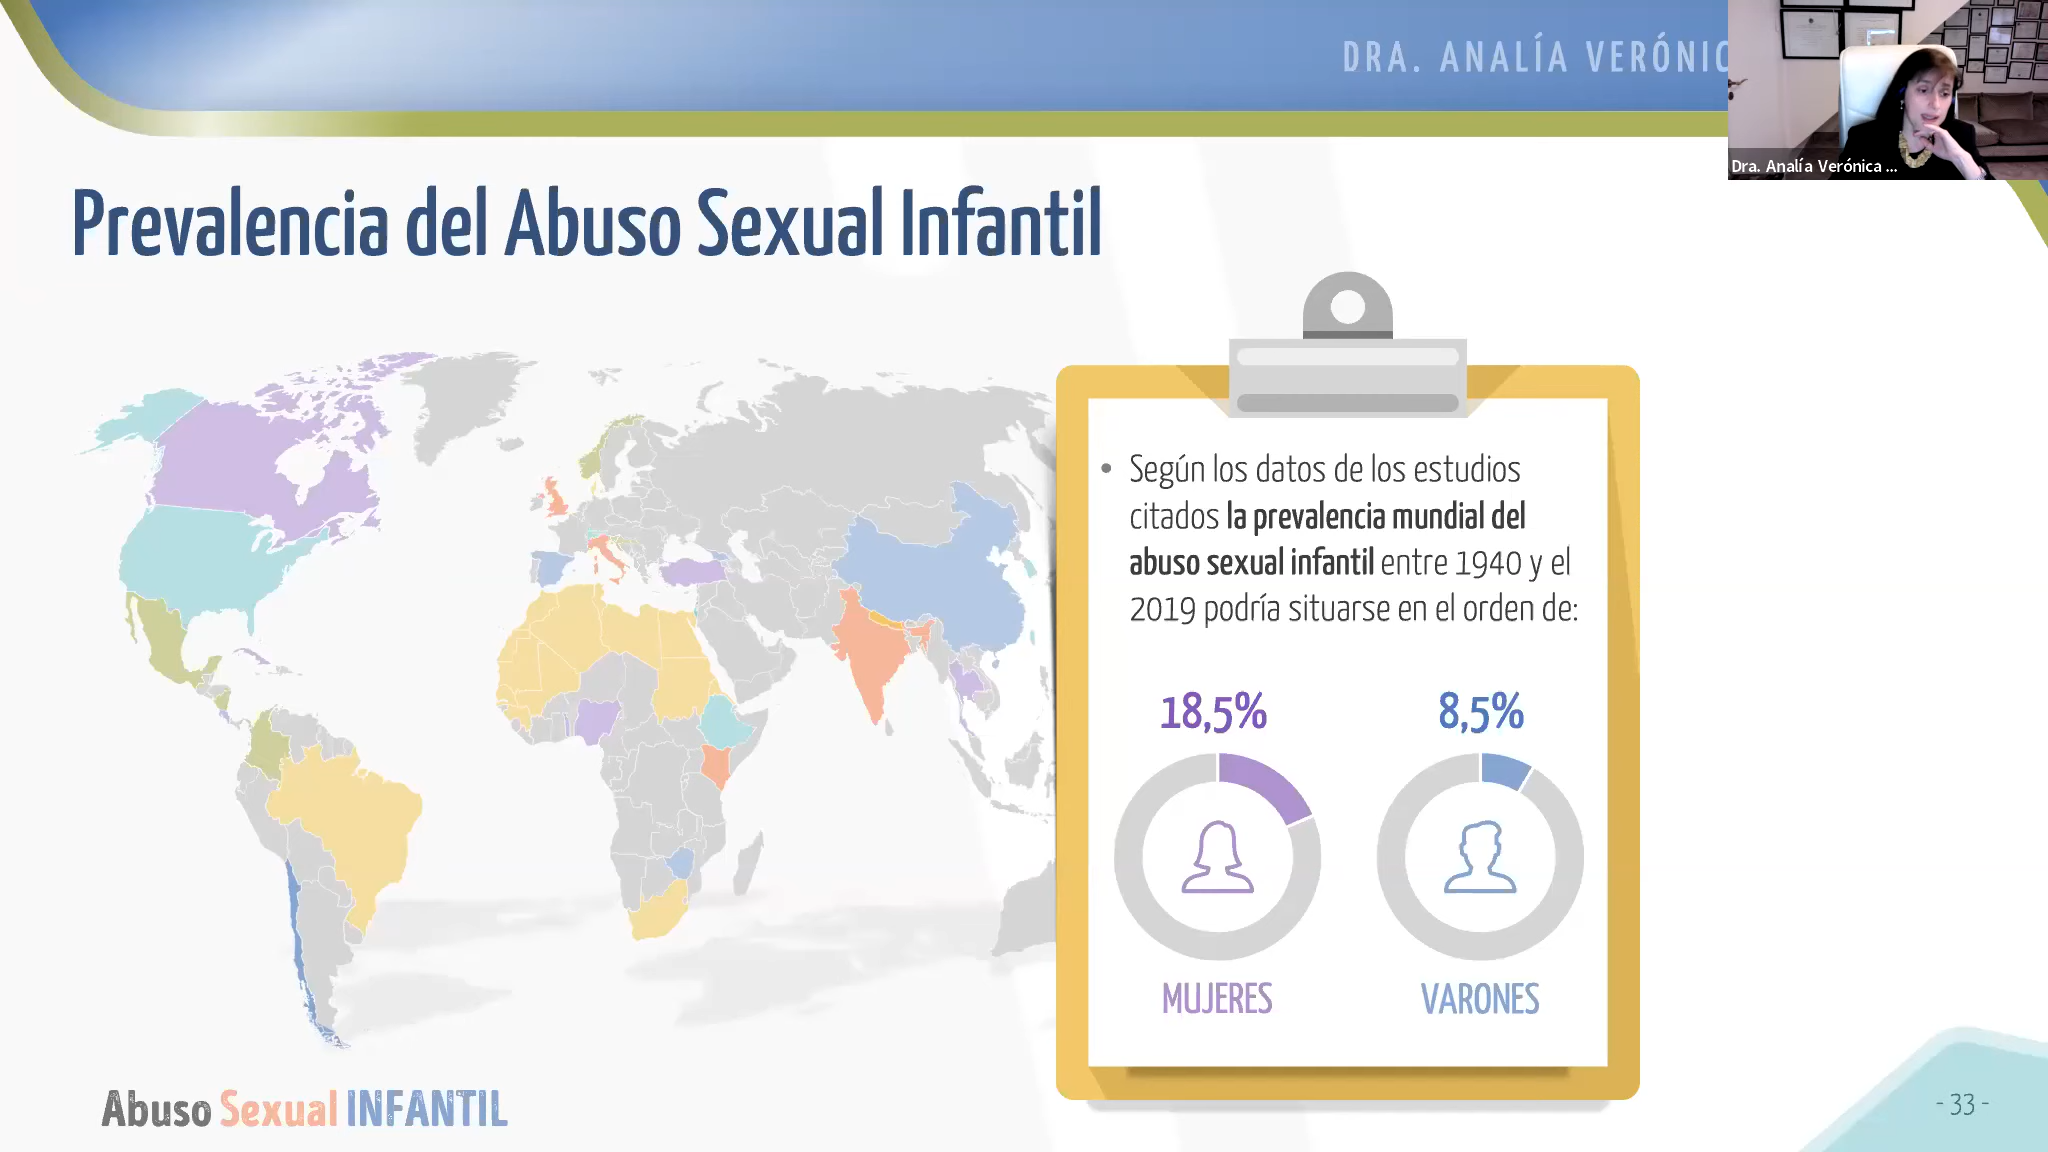 DRA. ANALÍA VERÓNIC
Dra. Analía Verónica ...
Prevalencia del Abuso Sexual Infantil
• Según los datos de los estudios
citados la prevalencia mundial del
abuso sexual infantil entre 1940 y el
2019 podría situarse en el orden de:
18,5%
8,5%
MUJERES
VARONES
Abuso Sexual INFANTIL
- 33 -